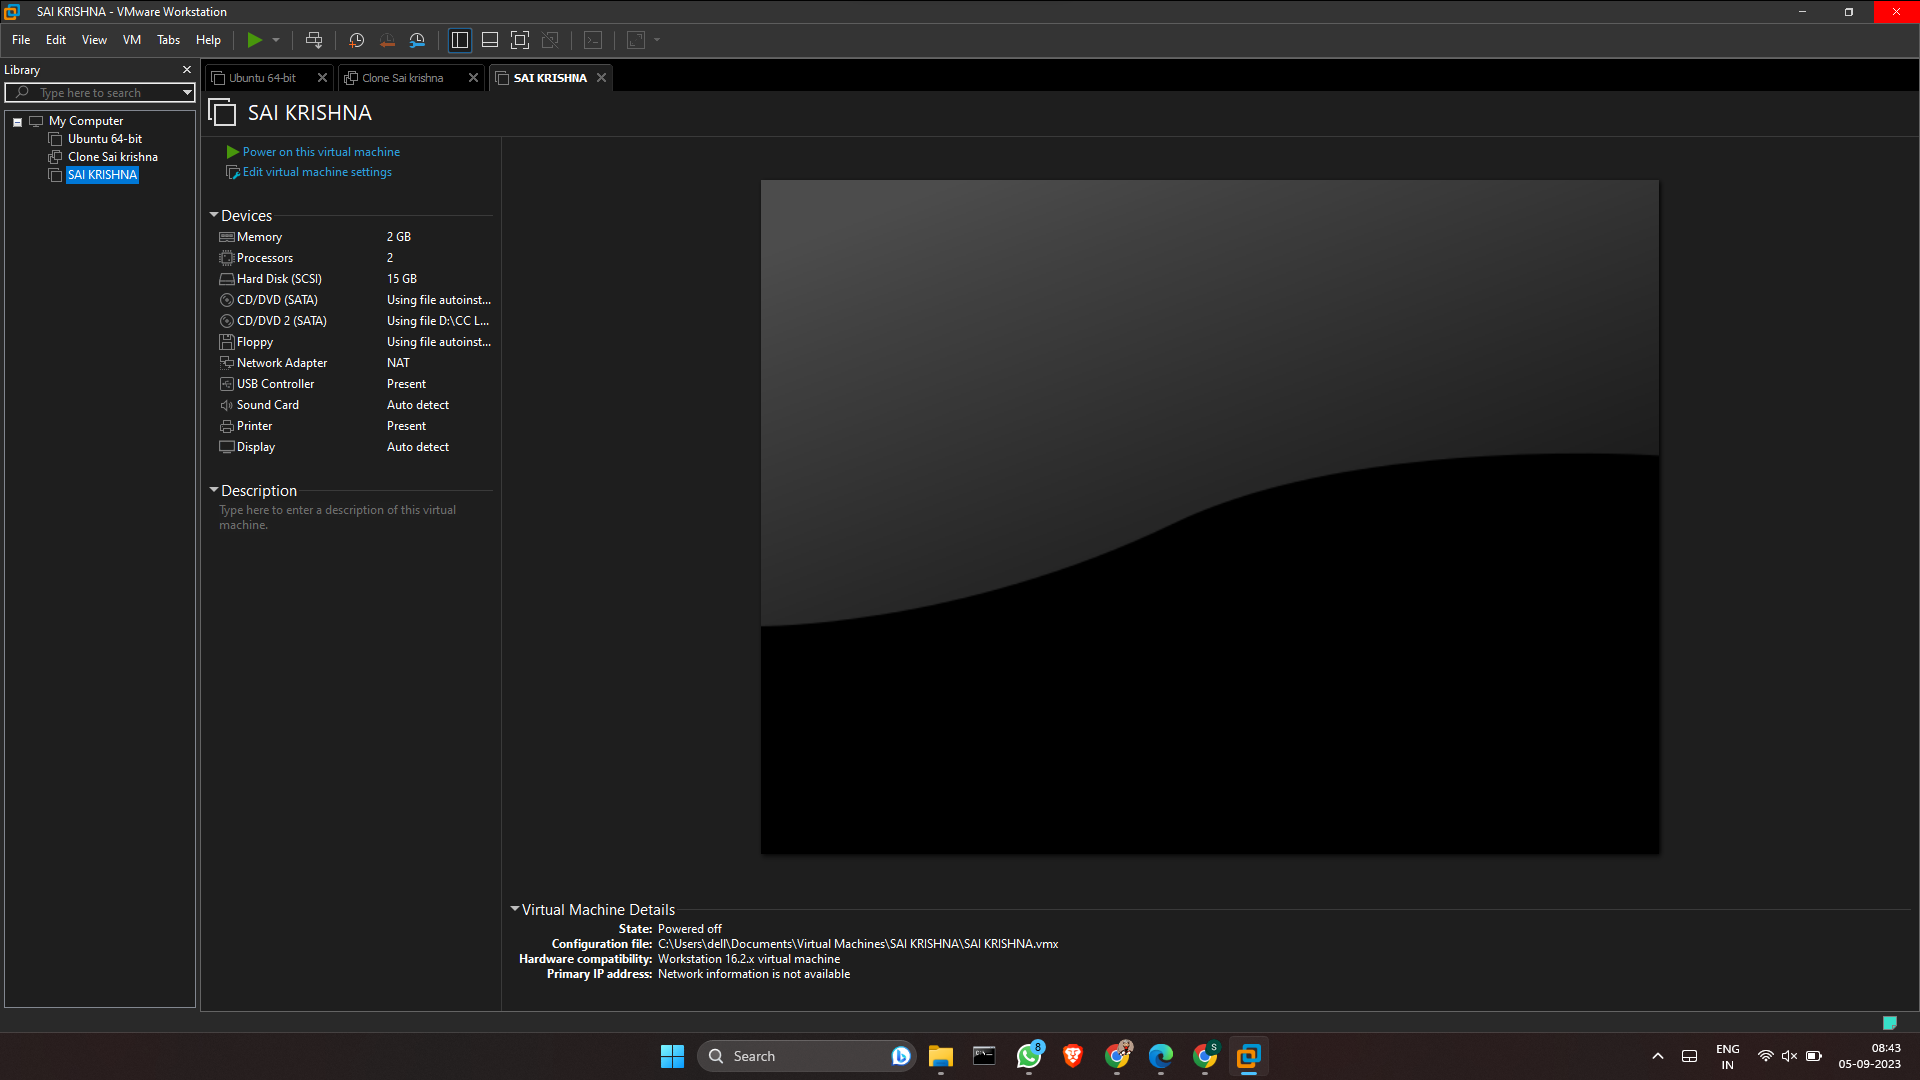 SAI KRISHNA - VMware Workstation
File Edit View VM Tabs Help
Library
Type here to search
My Computer
Ubuntu 64-bit
Clone Sai krishna
SAI KRISHNA
Ubuntu 64-bit Clone Sai krishna SAI KRISHNA
SAI KRISHNA
Power on this virtual machine
Edit virtual machine settings
Devices
Memory 2 GB
Processors 2
Hard Disk (SCSI) 15 GB
CD/DVD (SATA) Using file autoinst...
CD/DVD 2 (SATA) Using file D:\CC L...
Floppy Using file autoinst...
Network Adapter NAT
USB Controller Present
Sound Card Auto detect
Printer Present
Display Auto detect
Description
Type here to enter a description of this virtual
machine.
Virtual Machine Details
State: Powered off
Configuration file: C:\Users\dell\Documents\Virtual Machines\SAI KRISHNA\SAI KRISHNA.vmx
Hardware compatibility: Workstation 16.2.x virtual machine
Primary IP address: Network information is not available
Search
8
S
ENG
IN
08:43
05-09-2023